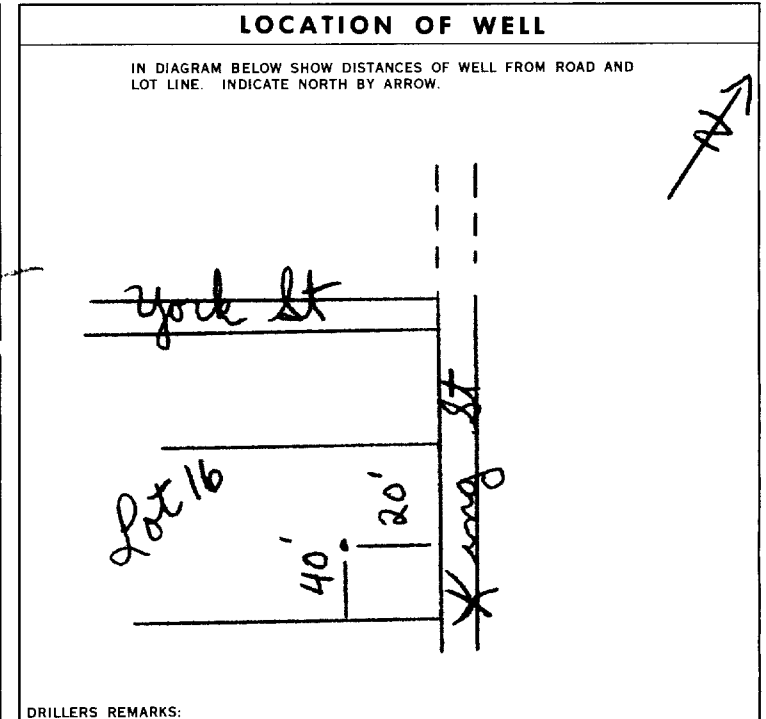 LOCATION OF WELL
IN DIAGRAM BELOW SHOW DISTANCES OF WELL FROM ROAD AND
LOT LINE. INDICATE NORTH BY ARROW.
N
York St
King St
Lot 16
20'
40'
DRILLERS REMARKS: